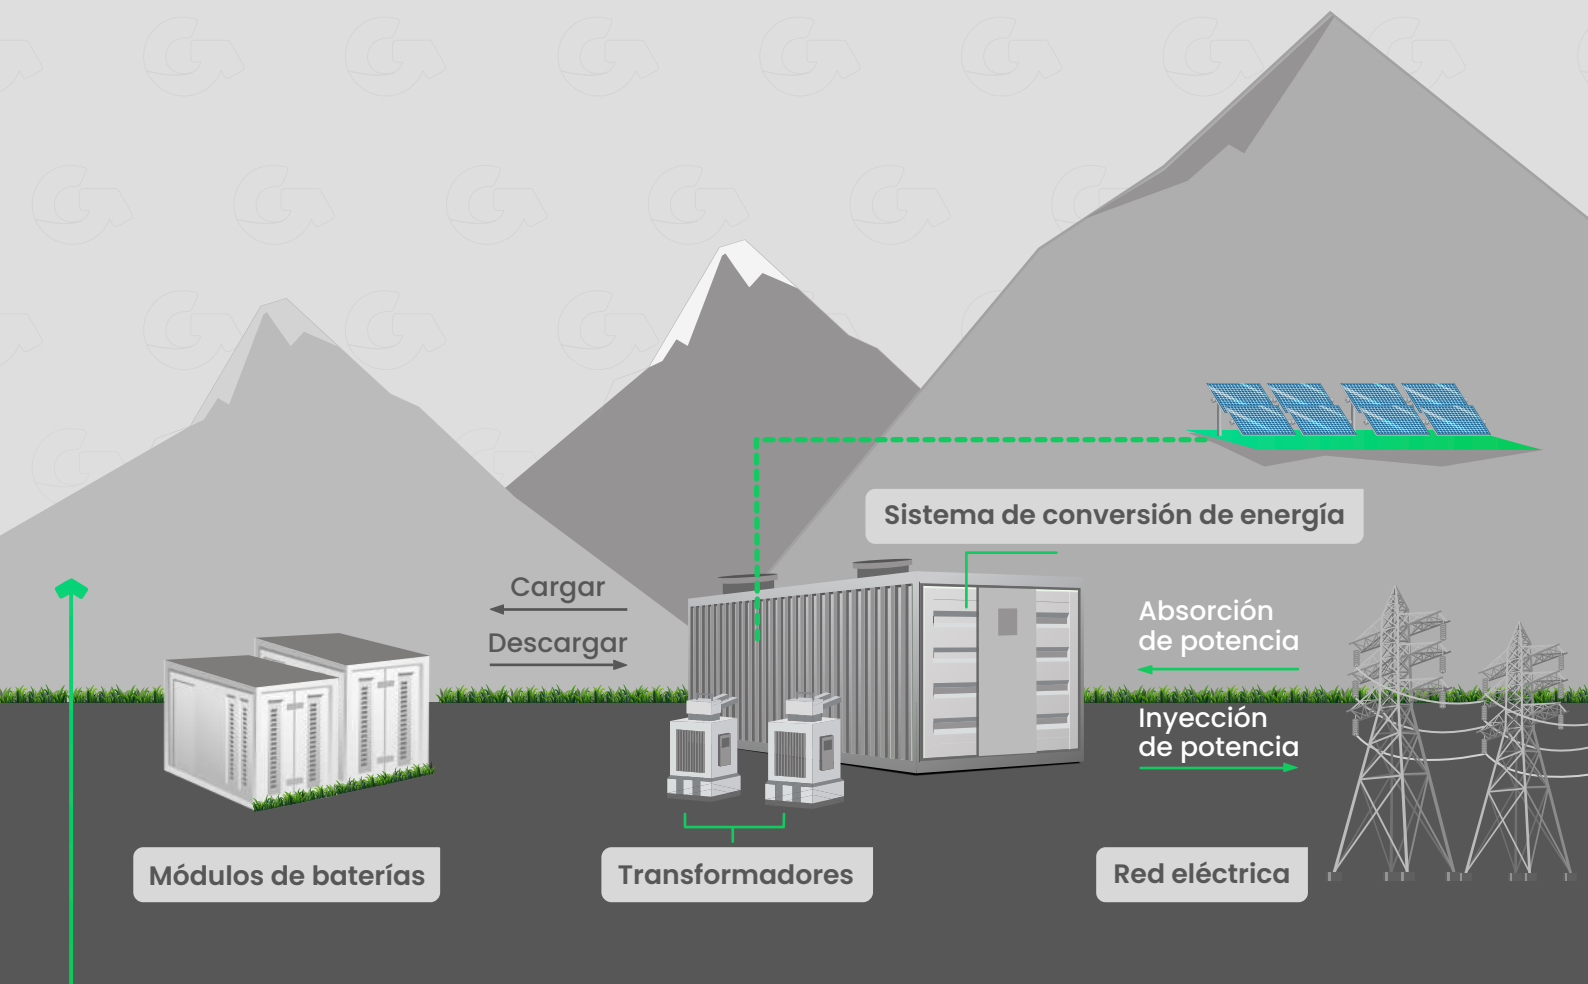 Sistema de conversión de energía
Cargar
Descargar
Absorción
de potencia
Inyección
de potencia
Módulos de baterías
Transformadores
Red eléctrica